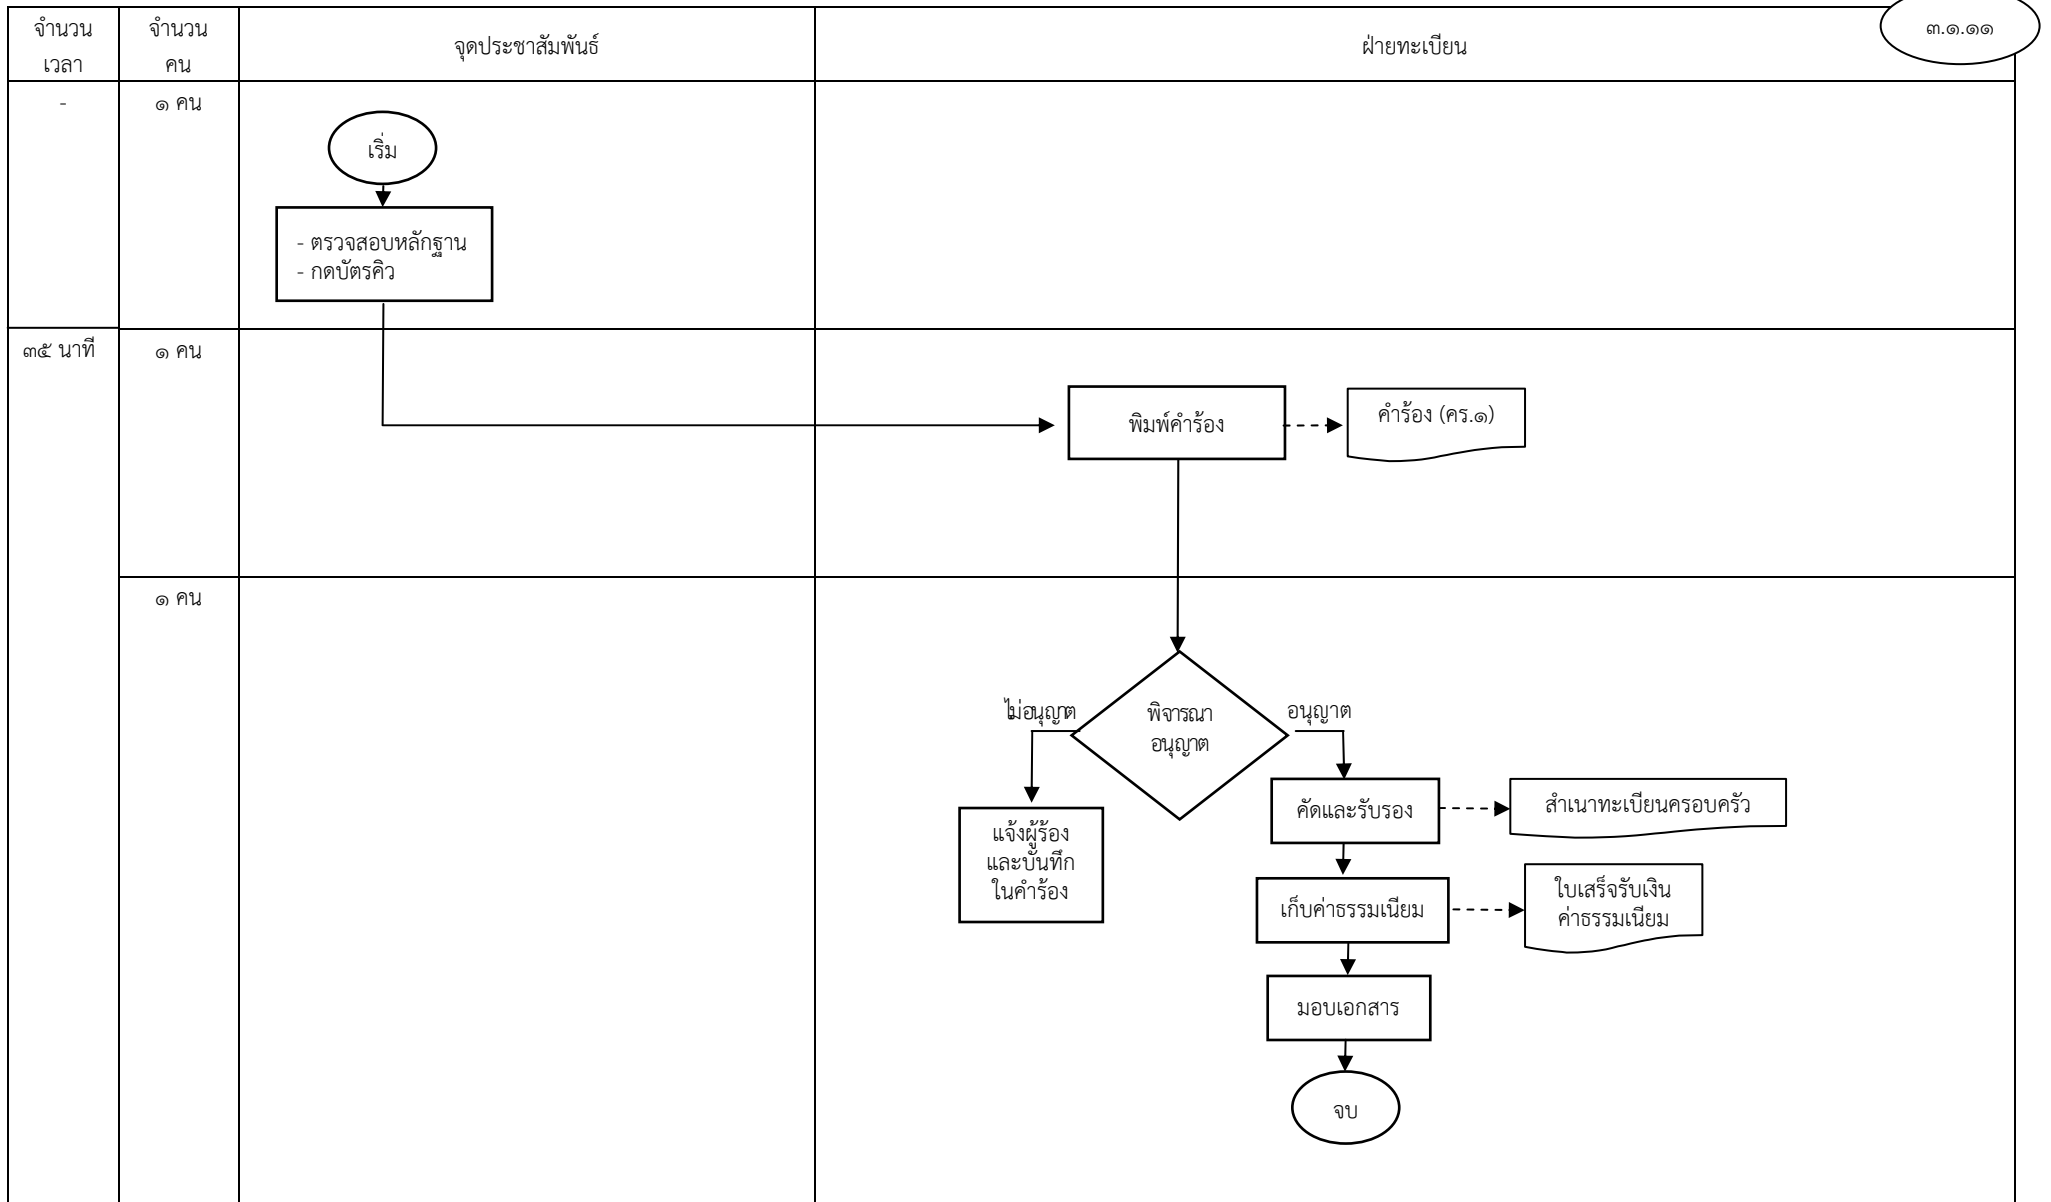 ๓.๑.๑๑
จำนวน
เวลา
จำนวน
คน
จุดประชาสัมพันธ์
ฝ่ายทะเบียน
-
๑ คน
เริ่ม
- ตรวจสอบหลักฐาน
- กดบัตรคิว
๓๕ นาที
๑ คน
พิมพ์คำร้อง
คำร้อง (คร.๑)
๑ คน
ไม่อนุญาต
พิจารณา
อนุญาต
อนุญาต
แจ้งผู้ร้อง
และบันทึก
ในคำร้อง
คัดและรับรอง
สำเนาทะเบียนครอบครัว
เก็บค่าธรรมเนียม
ใบเสร็จรับเงิน
ค่าธรรมเนียม
มอบเอกสาร
จบ